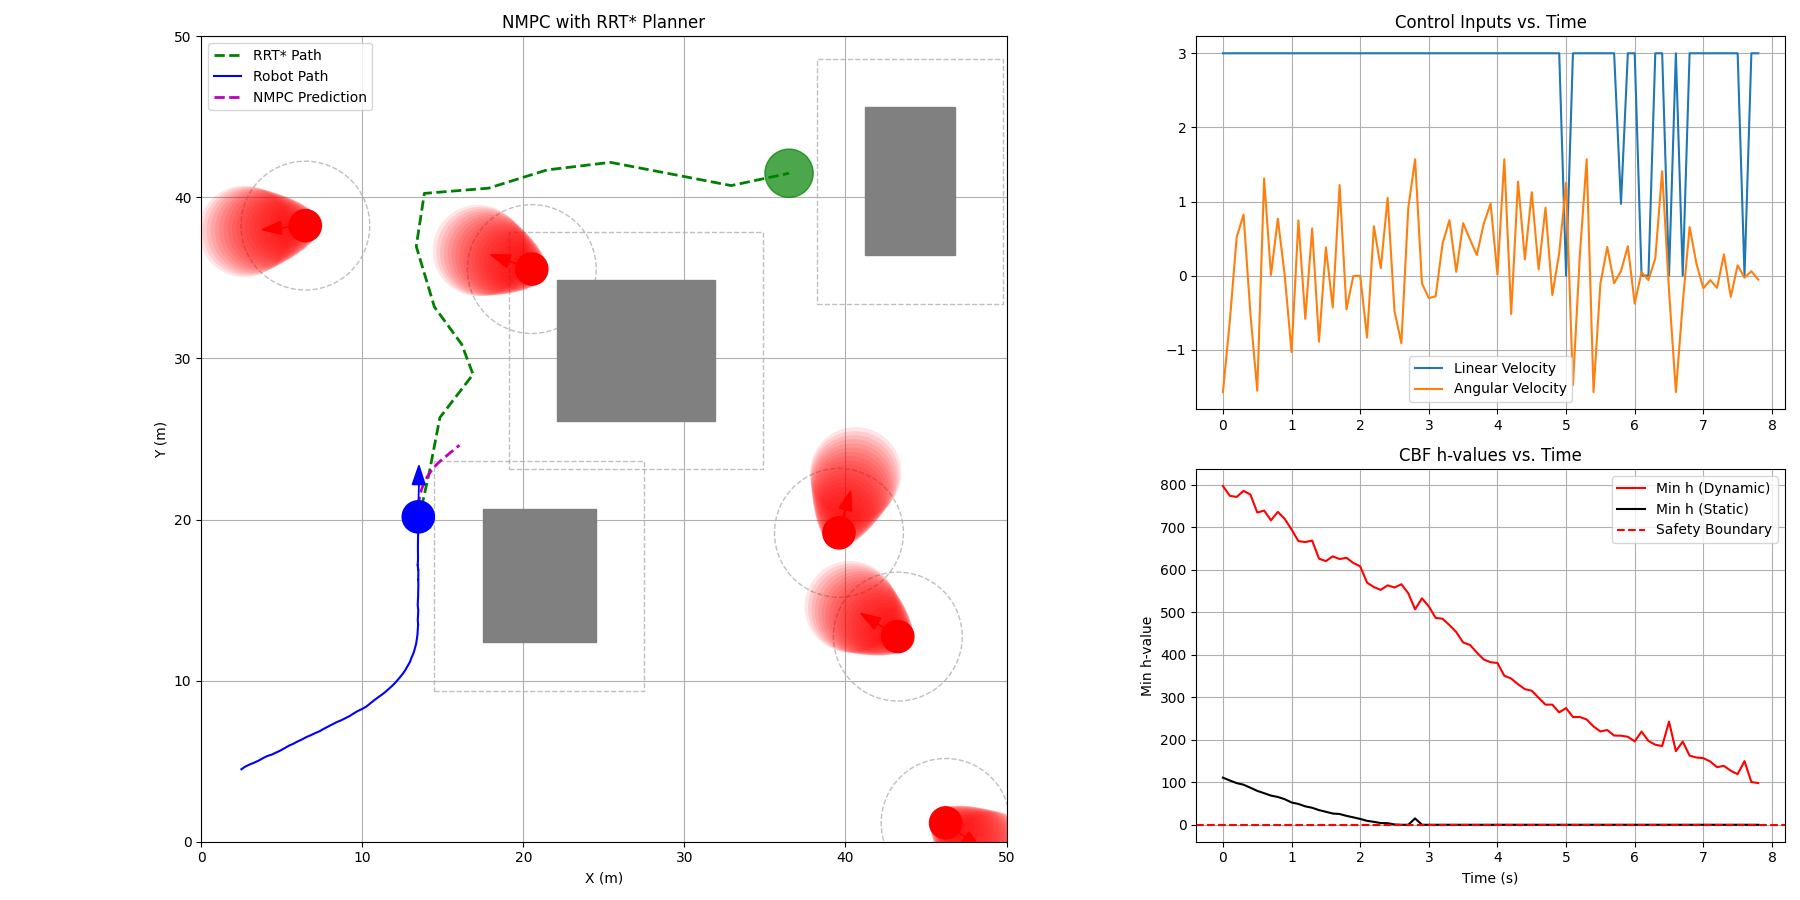 NMPC with RRT* Planner
RRT* Path
Robot Path
NMPC Prediction
50
40
30
20
10
0
Y (m)
0 10 20 30 40 50
X (m)
Control Inputs vs. Time
3
2
1
0
−1
Linear Velocity
Angular Velocity
0 1 2 3 4 5 6 7 8
CBF h-values vs. Time
Min h (Dynamic)
Min h (Static)
Safety Boundary
800
700
600
500
400
300
200
100
0
Min h-value
0 1 2 3 4 5 6 7 8
Time (s)